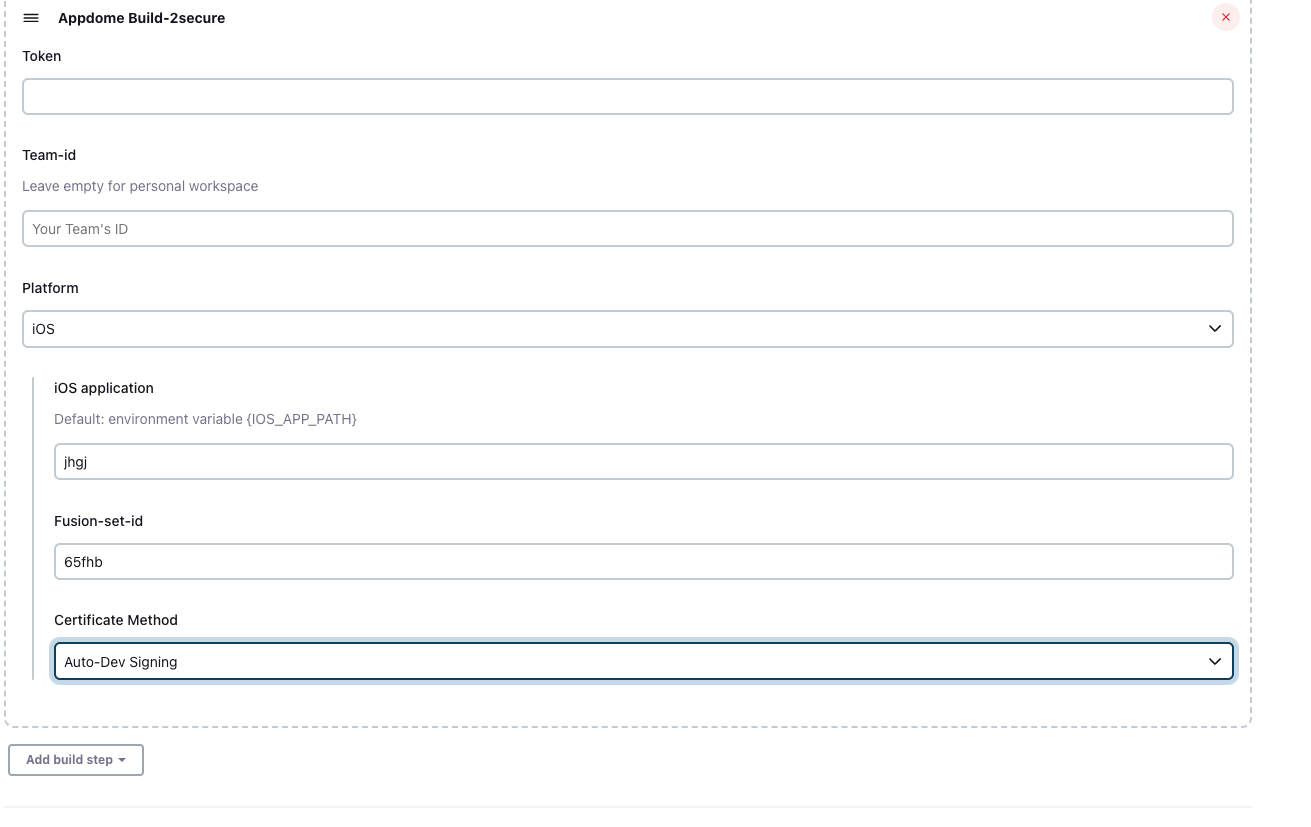 Appdome Build-2secure
Token
Team-id
Leave empty for personal workspace
Your Team's ID
Platform
iOS
iOS application
Default: environment variable {IOS_APP_PATH}
jhgj
Fusion-set-id
65fhb
Certificate Method
Auto-Dev Signing
Add build step